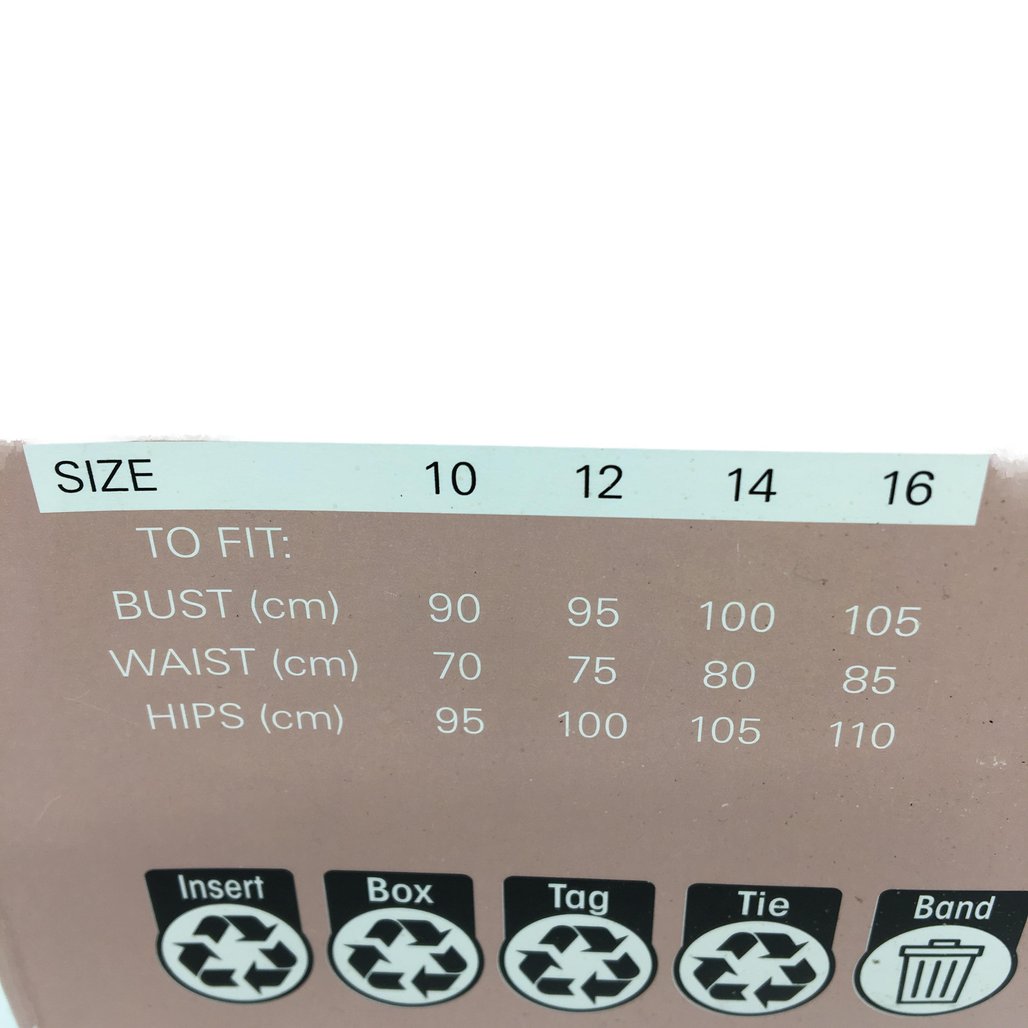 SIZE 10 12 14 16
TO FIT:
BUST (cm) 90 95 100 105
WAIST (cm) 70 75 80 85
HIPS (cm) 95 100 105 110
Insert Box Tag Tie Band